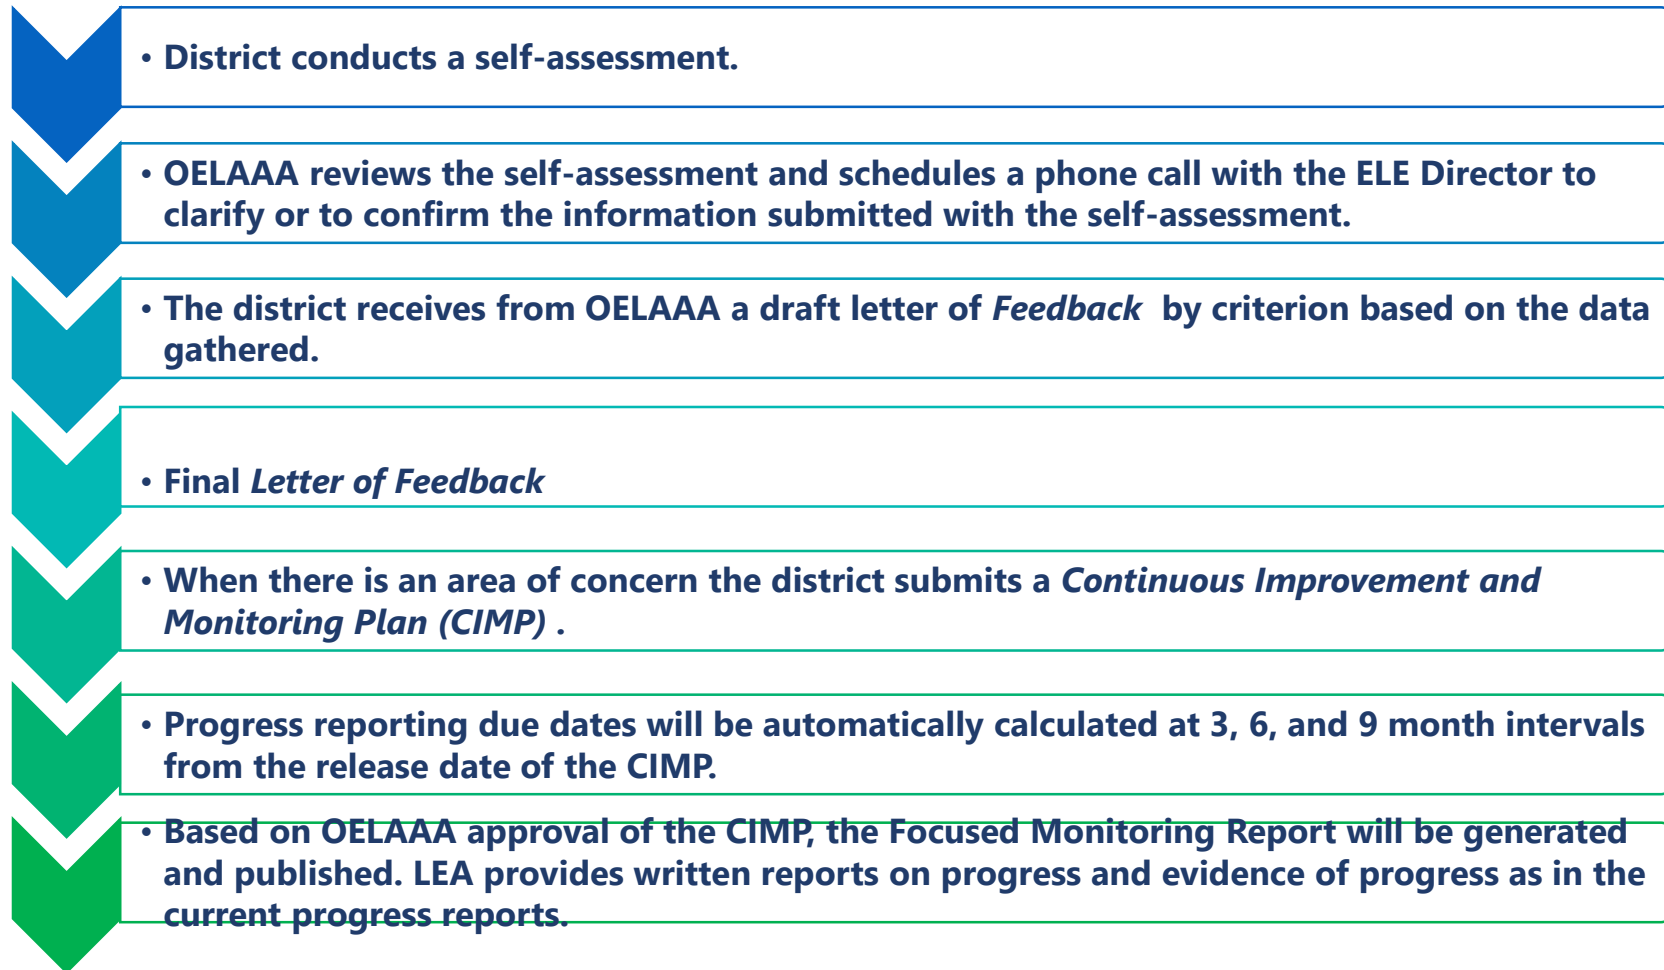 • District conducts a self-assessment.
• OELAAA reviews the self-assessment and schedules a phone call with the ELE Director to
clarify or to confirm the information submitted with the self-assessment.
• The district receives from OELAAA a draft letter of Feedback by criterion based on the data
gathered.
• Final Letter of Feedback
• When there is an area of concern the district submits a Continuous Improvement and
Monitoring Plan (CIMP) .
• Progress reporting due dates will be automatically calculated at 3, 6, and 9 month intervals
from the release date of the CIMP.
• Based on OELAAA approval of the CIMP, the Focused Monitoring Report will be generated
and published. LEA provides written reports on progress and evidence of progress as in the
current progress reports.